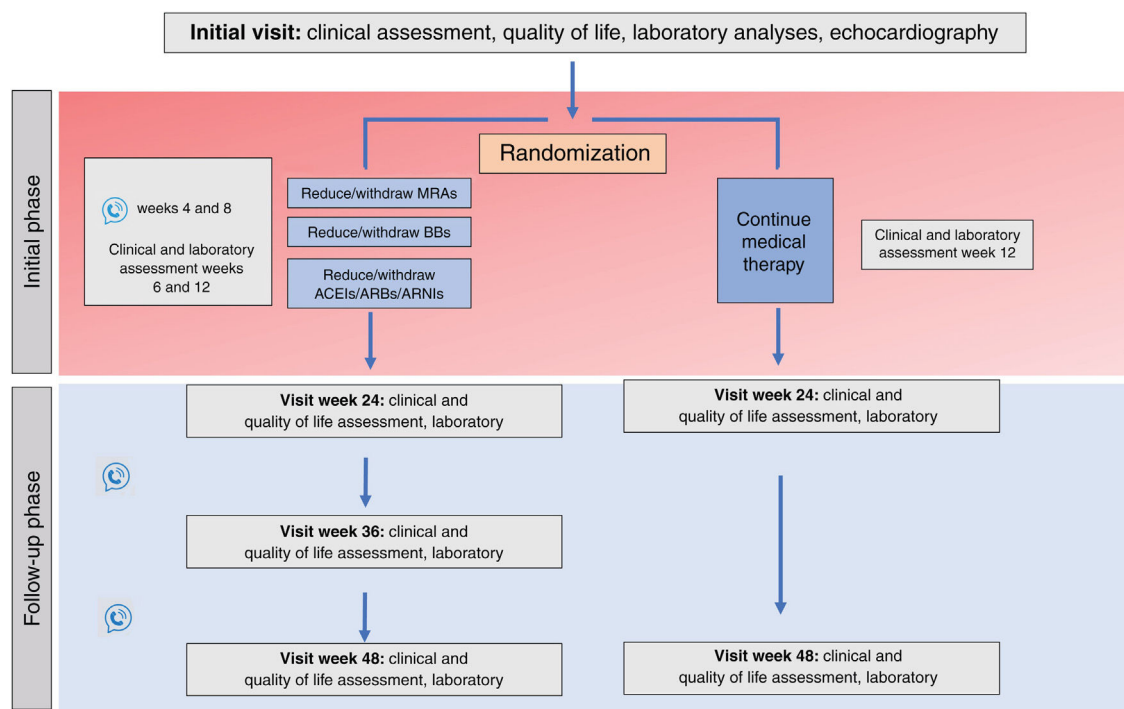 Initial visit: clinical assessment, quality of life, laboratory analyses, echocardiography
Initial phase
Randomization
weeks 4 and 8
Clinical and laboratory
assessment weeks
6 and 12
Reduce/withdraw MRAs
Reduce/withdraw BBs
Reduce/withdraw
ACEIs/ARBs/ARNIs
Continue
medical
therapy
Clinical and laboratory
assessment week 12
Follow-up phase
Visit week 24: clinical and
quality of life assessment, laboratory
Visit week 24: clinical and
quality of life assessment, laboratory
Visit week 36: clinical and
quality of life assessment, laboratory
Visit week 48: clinical and
quality of life assessment, laboratory
Visit week 48: clinical and
quality of life assessment, laboratory